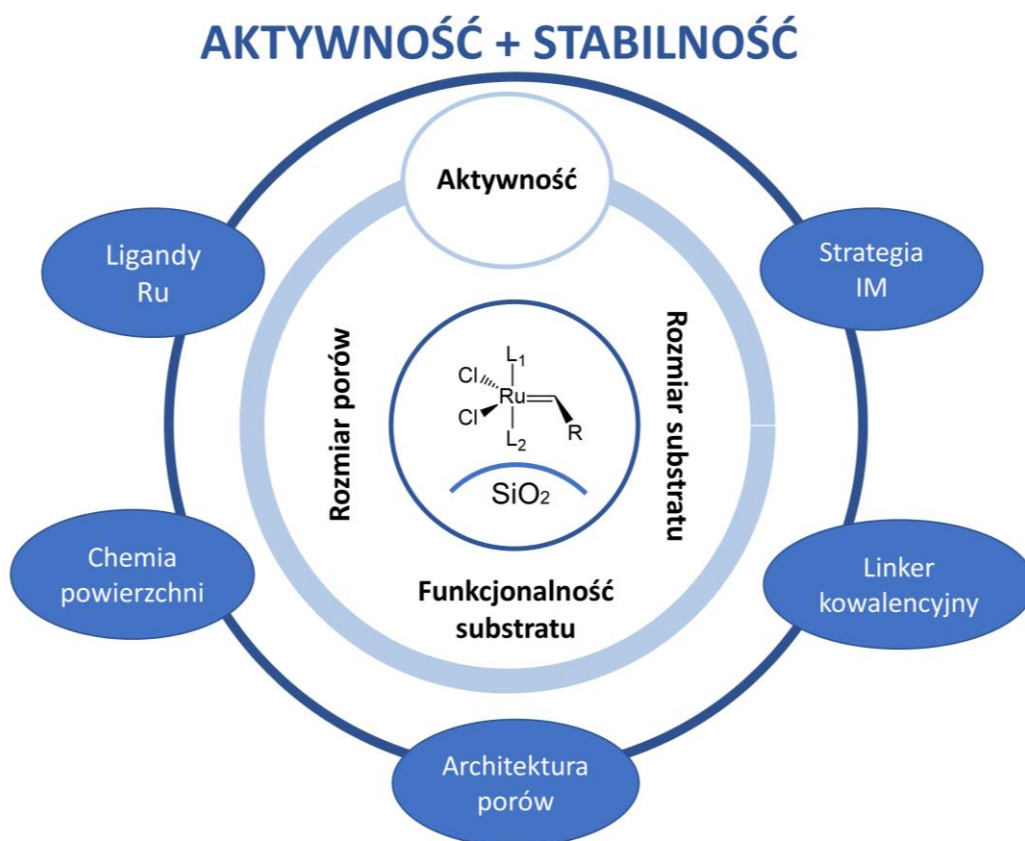 AKTYWNOŚĆ + STABILNOŚĆ
Aktywność
Ligandy
Ru
Strategia
IM
Rozmiar porów
Rozmiar substratu
L1
Cl
Ru
Cl
R
L2
SiO2
Chemia
powierzchni
Linker
kowalencyjny
Funkcjonalność
substratu
Architektura
porów